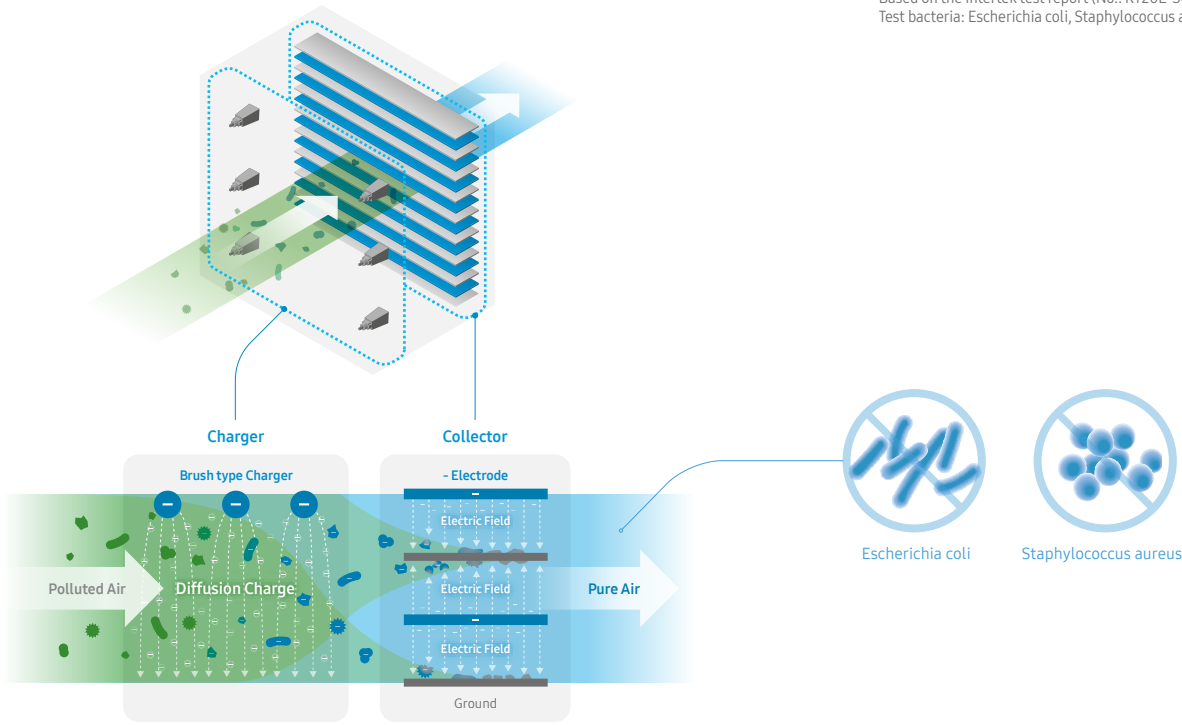 Test bacteria: Escherichia coli, Staphylococcus
Charger
Collector
Brush type Charger
- Electrode
Electric Field
Polluted Air
Diffusion Charge
Electric Field
Pure Air
Electric Field
Ground
Escherichia coli
Staphylococcus aureus